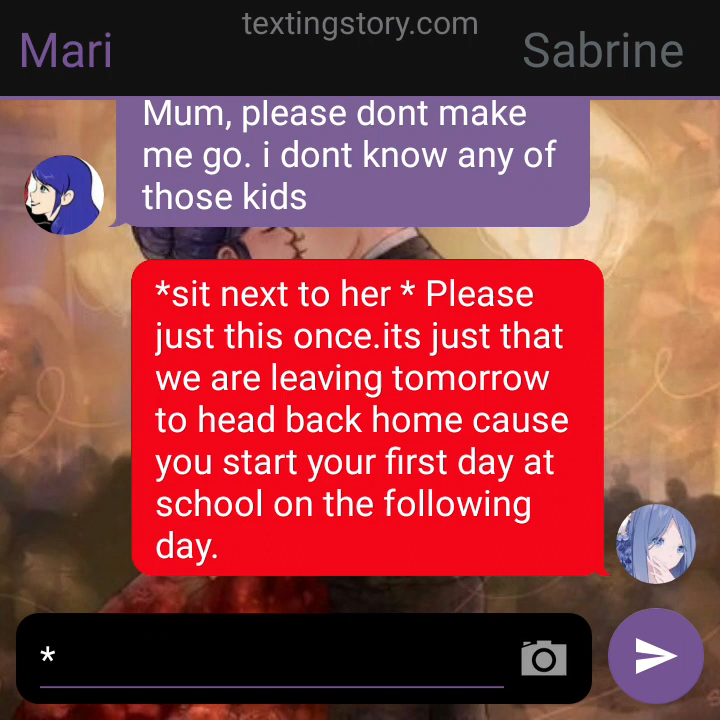 textingstory.com
Mari
Sabrine
Mum, please dont make
me go. i dont know any of
those kids
*sit next to her * Please
just this once.its just that
we are leaving tomorrow
to head back home cause
you start your first day at
school on the following
day.
*